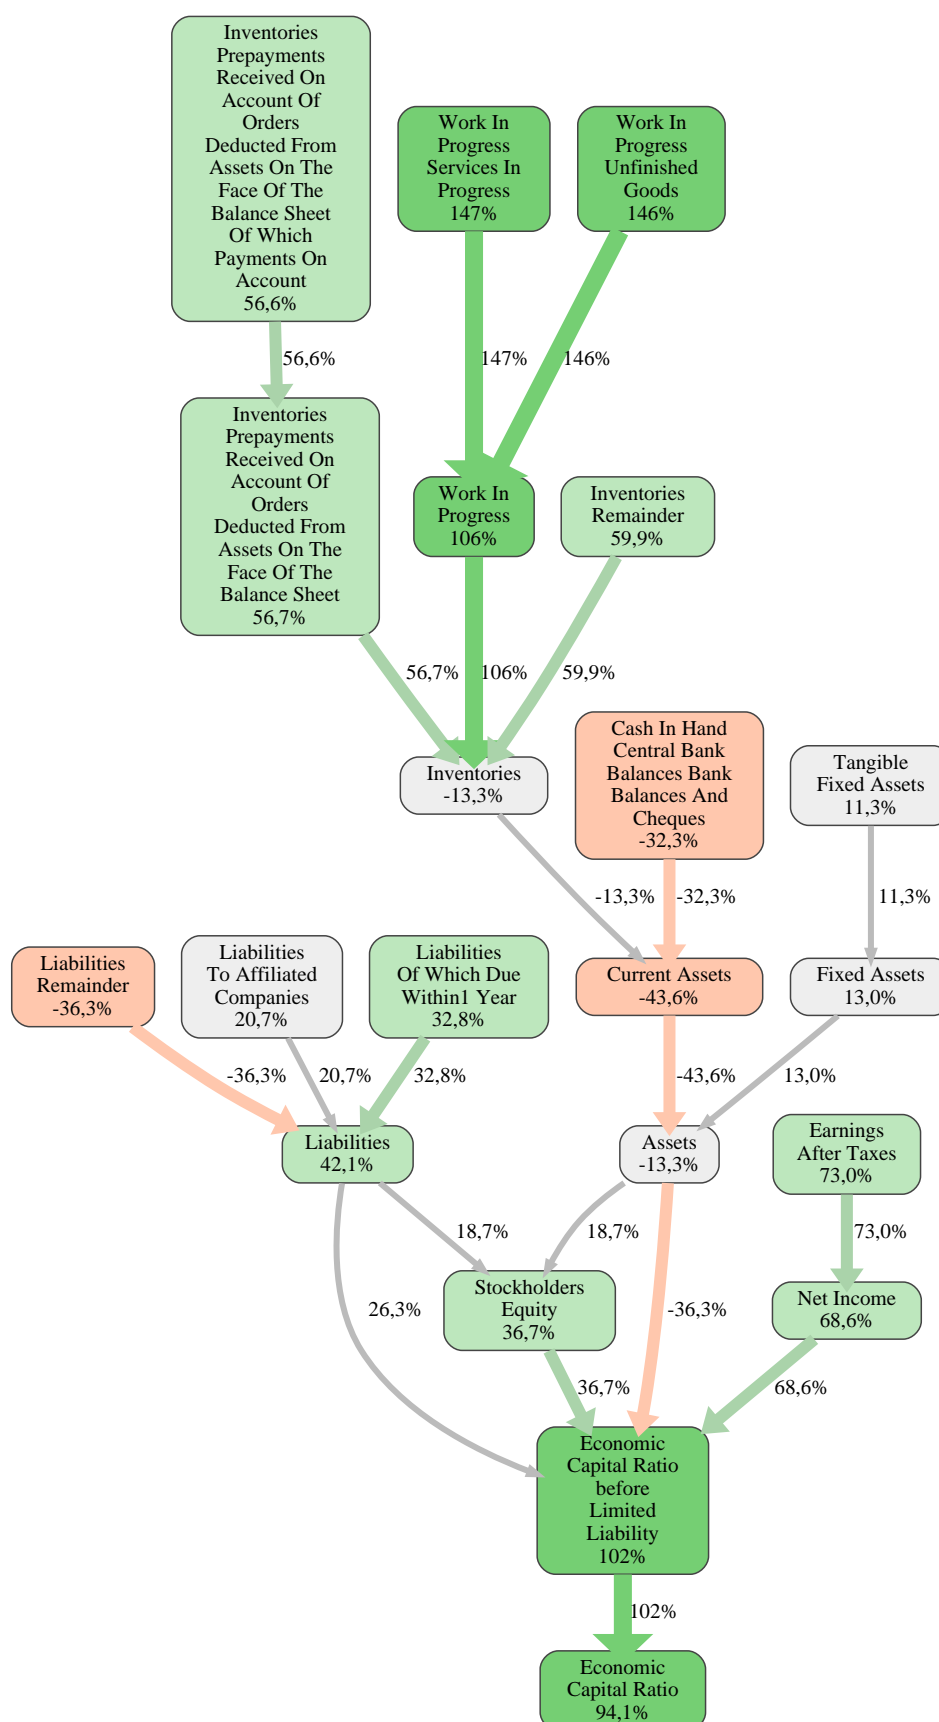 Inventories
Prepayments
Received On
Account Of
Orders
Deducted From
Assets On The
Face Of The
Balance Sheet
Of Which
Payments On
Account
56,6%
Work In
Progress
Services In
Progress
147%
Work In
Progress
Unfinished
Goods
146%
56,6%
147%
146%
Inventories
Prepayments
Received On
Account Of
Orders
Deducted From
Assets On The
Face Of The
Balance Sheet
56,7%
Work In
Progress
106%
Inventories
Remainder
59,9%
56,7%
106%
59,9%
Inventories
-13,3%
Cash In Hand
Central Bank
Balances Bank
Balances And
Cheques
-32,3%
Tangible
Fixed Assets
11,3%
-13,3%
-32,3%
11,3%
Liabilities
Remainder
-36,3%
Liabilities
To Affiliated
Companies
20,7%
Liabilities
Of Which Due
Within1 Year
32,8%
Current Assets
-43,6%
Fixed Assets
13,0%
-36,3%
20,7%
32,8%
-43,6%
13,0%
Liabilities
42,1%
Assets
-13,3%
Earnings
After Taxes
73,0%
18,7%
18,7%
73,0%
26,3%
Stockholders
Equity
36,7%
-36,3%
Net Income
68,6%
36,7%
68,6%
Economic
Capital Ratio
before
Limited
Liability
102%
102%
Economic
Capital Ratio
94,1%